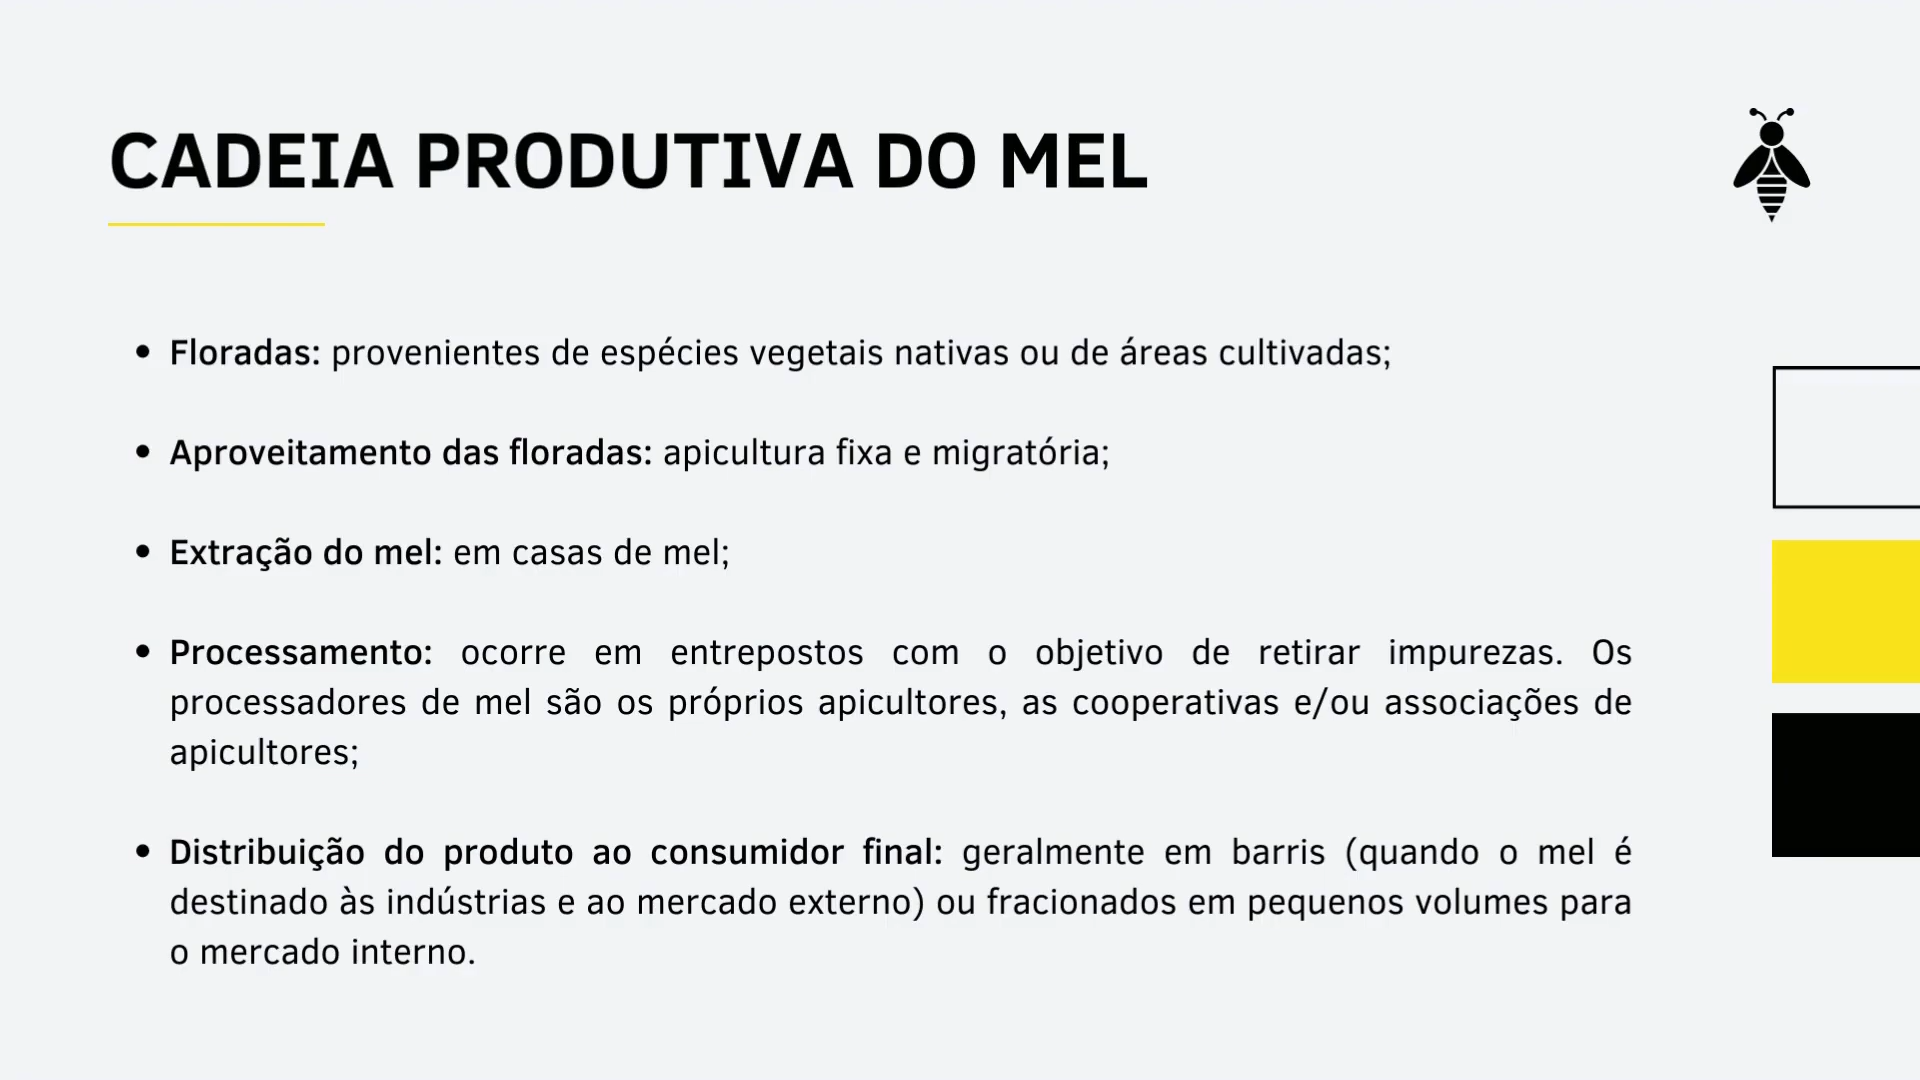 CADEIA PRODUTIVA DO MEL
• Floradas: provenientes de espécies vegetais nativas ou de áreas cultivadas;
• Aproveitamento das floradas: apicultura fixa e migratória;
• Extração do mel: em casas de mel;
• Processamento: ocorre em entrepostos com o objetivo de retirar impurezas. Os
processadores de mel são os próprios apicultores, as cooperativas e/ou associações de
apicultores;
• Distribuição do produto ao consumidor final: geralmente em barris (quando o mel é
destinado às indústrias e ao mercado externo) ou fracionados em pequenos volumes para
o mercado interno.